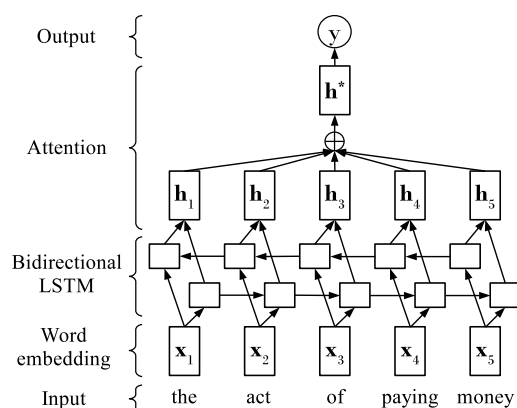 Output
y
h*
Attention
h1 h2 h3 h4 h5
Bidirectional
LSTM
Word
embedding
x1 x2 x3 x4 x5
Input the act of paying money